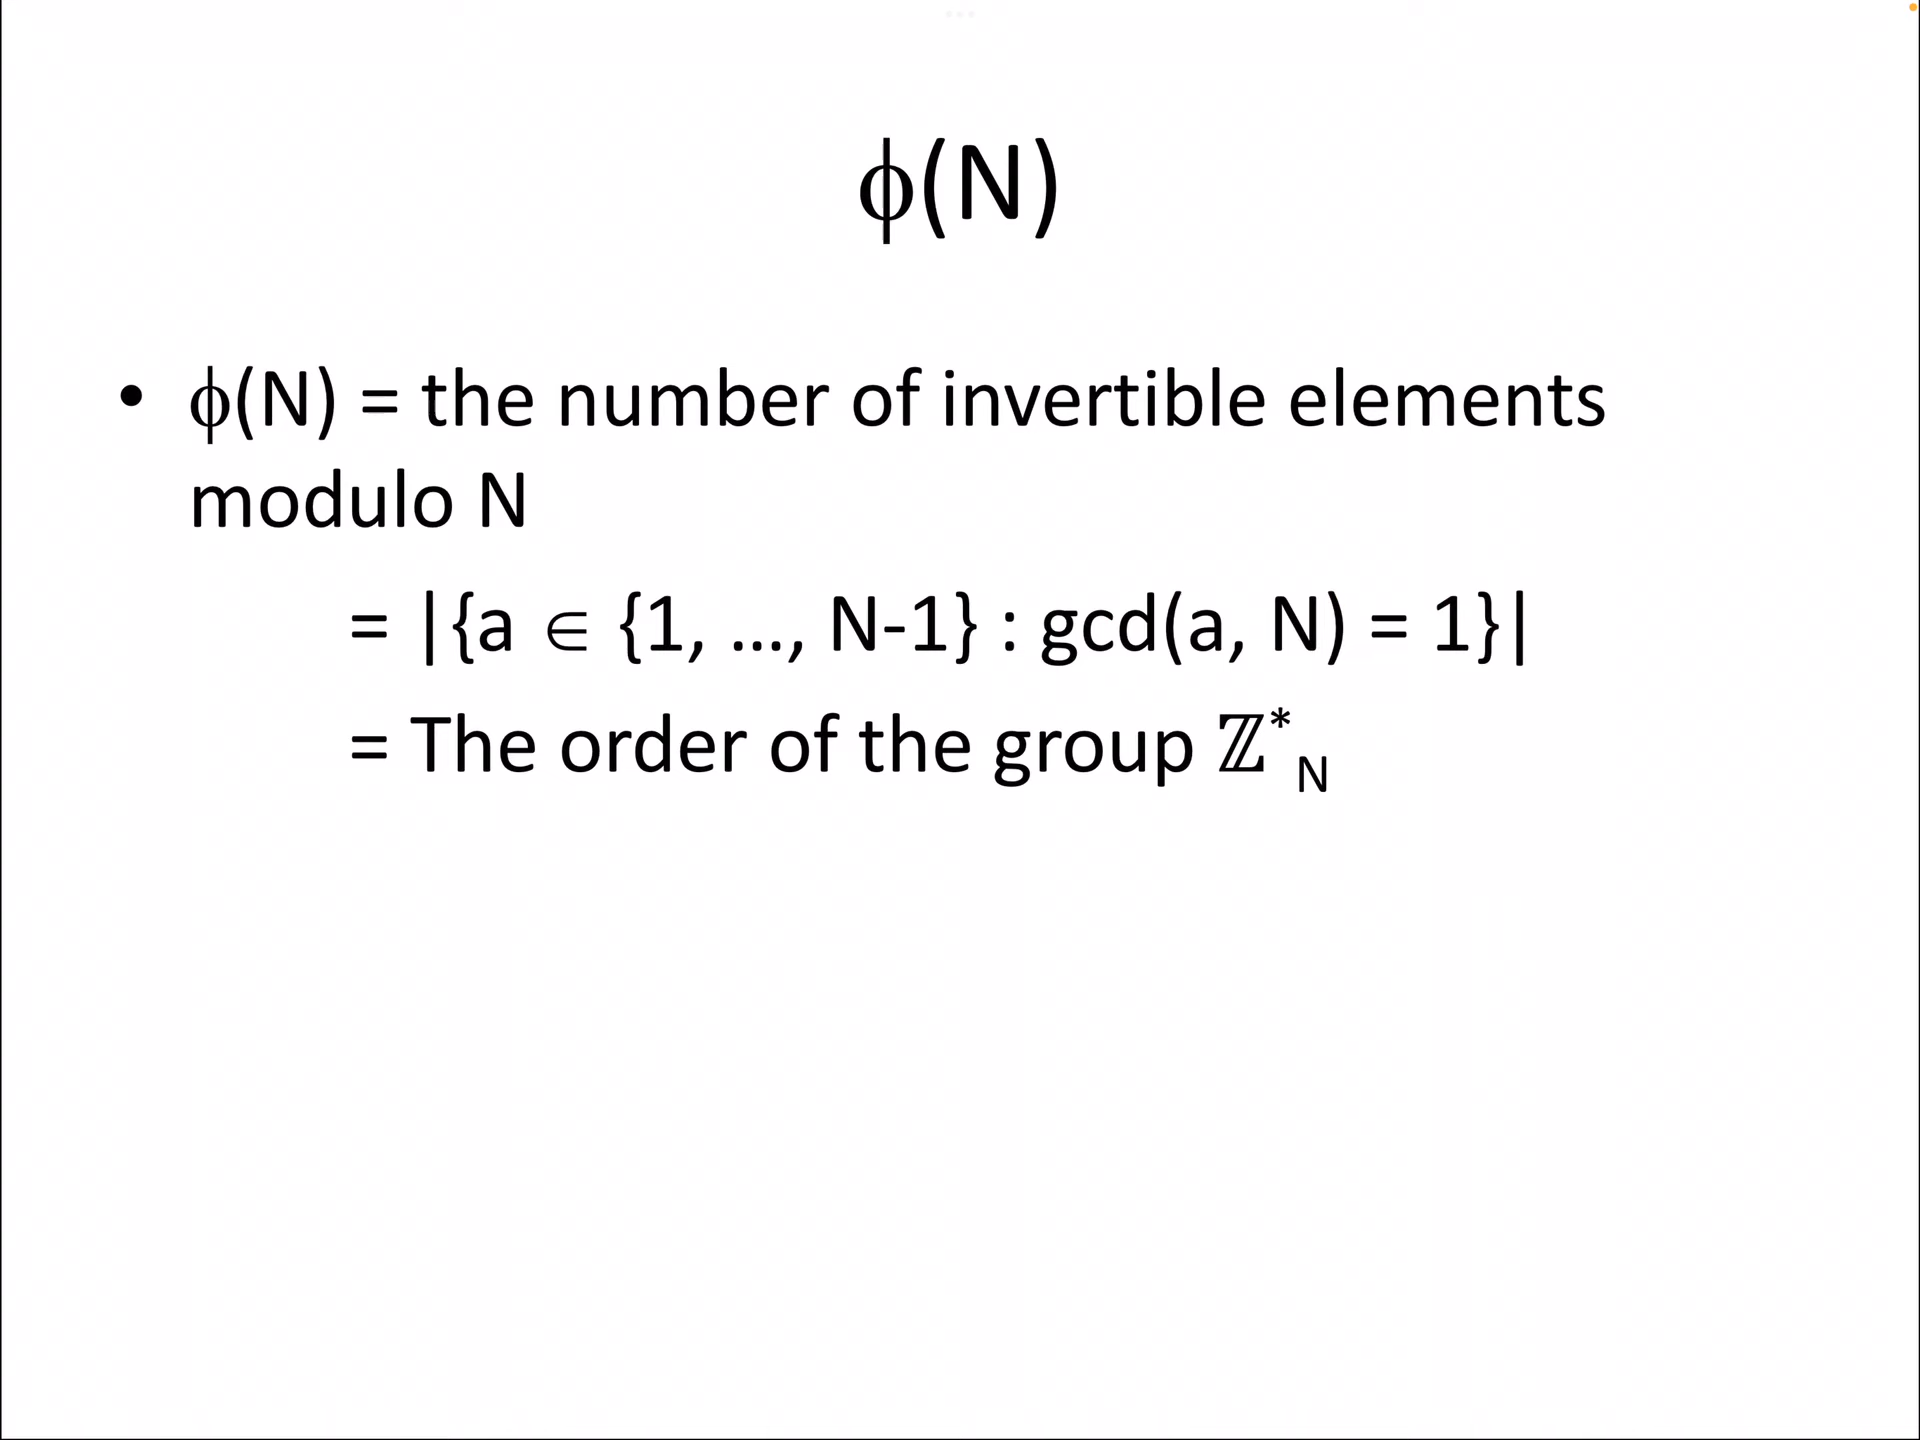 ϕ(N)
• ϕ(N) = the number of invertible elements
modulo N
= |{a ∈ {1, …, N-1} : gcd(a, N) = 1}|
= The order of the group ℤ*N